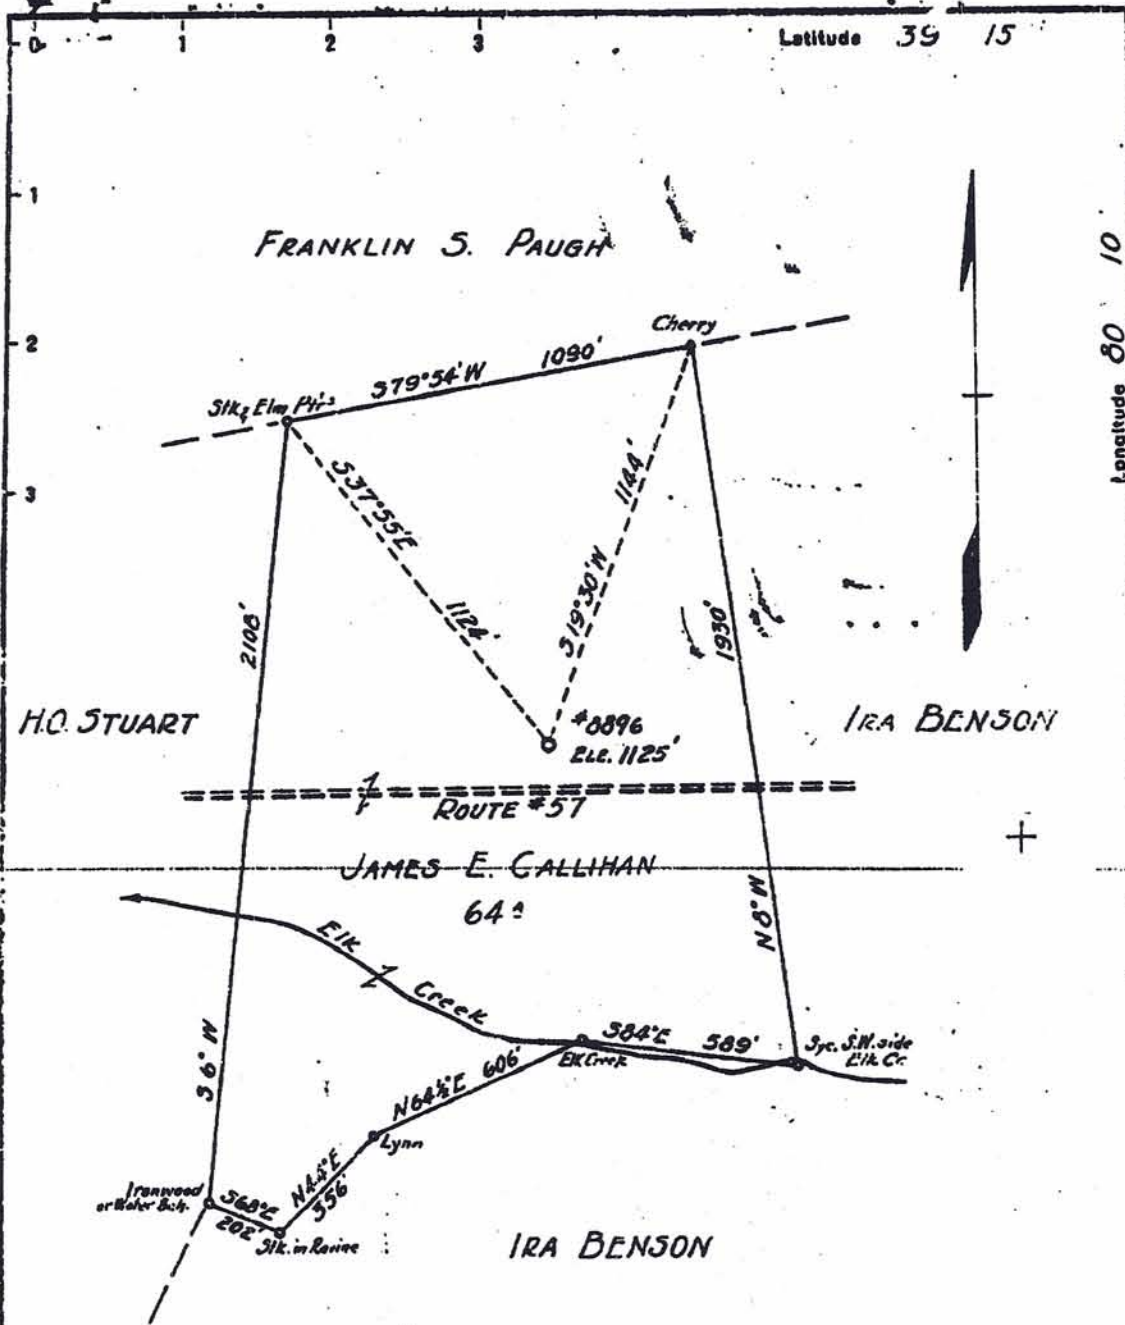 0 1 2 3 Latitude 39 15
1
FRANKLIN S. PAUGH
Longitude 80 10
2
Cherry
S79°54'W 1090'
Stk & Elm Ptrs
3
S37°55'E
1124'
S19°30'W
1144'
2108'
1930'
H.O. STUART
#8896
ELE. 1125'
IRA BENSON
ROUTE #57
JAMES E. CALLIHAN
64 A
N 8° W
Elk Creek
S84°E 589'
Elk Creek
Syc. S.W. side
Elk Cr.
S 6° W
N64½°E 606'
Lynn
N44°E
356'
Ironwood
or Water Bch.
S68°E
202'
Stk. in Ravine
IRA BENSON